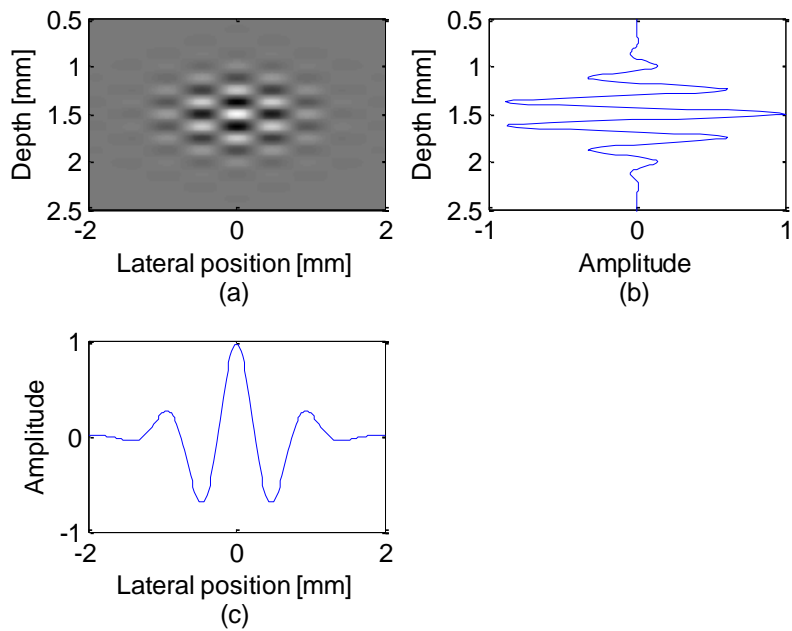 0.5
1
1.5
2
2.5
Depth [mm]
-2
0
2
Lateral position [mm]
(a)
0.5
1
1.5
2
2.5
Depth [mm]
-1
0
1
Amplitude
(b)
1
0
-1
Amplitude
-2
0
2
Lateral position [mm]
(c)